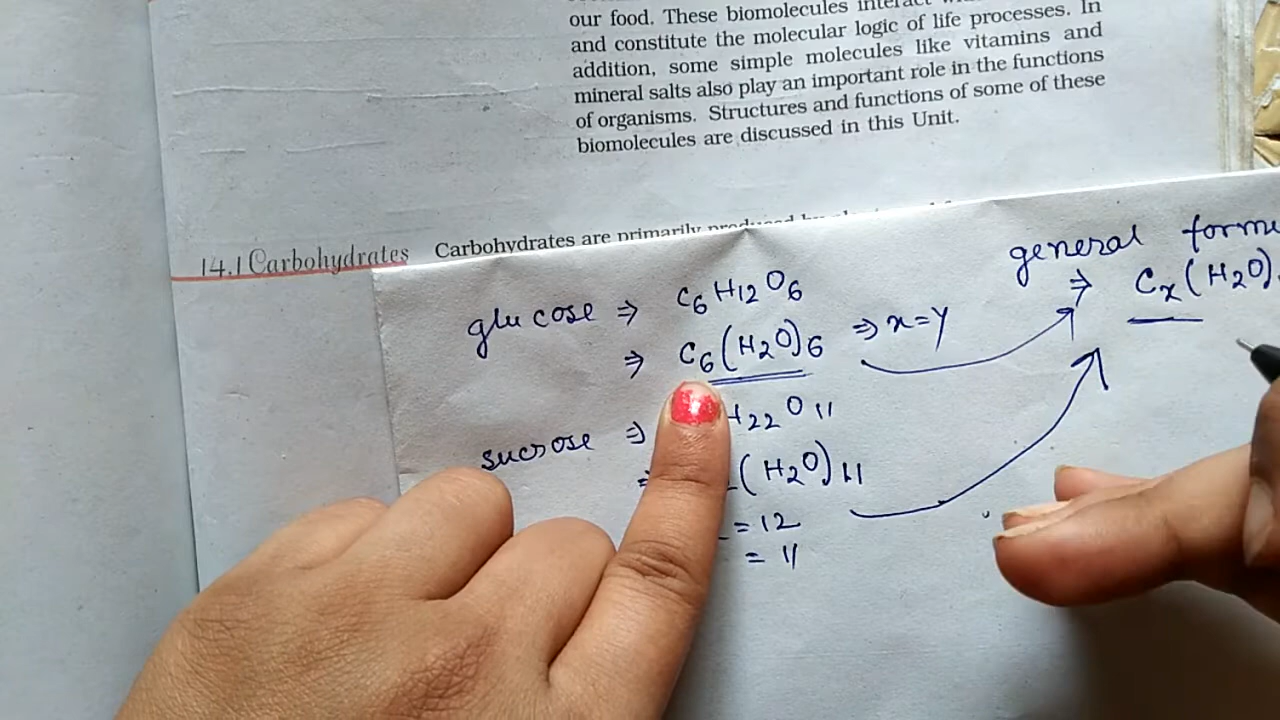 our food. These biomolecules interact
and constitute the molecular logic of life processes. In
addition, some simple molecules like vitamins and
mineral salts also play an important role in the functions
of organisms. Structures and functions of some of these
biomolecules are discussed in this Unit.
14.1 Carbohydrates Carbohydrates are primarily produced by
general
glucose ⇒ C6H12O6
⇒ Cx(H2O)
⇒ C6(H2O)6 ⇒ x=y
sucrose ⇒ H22O11
(H2O)11
= 12
= 11